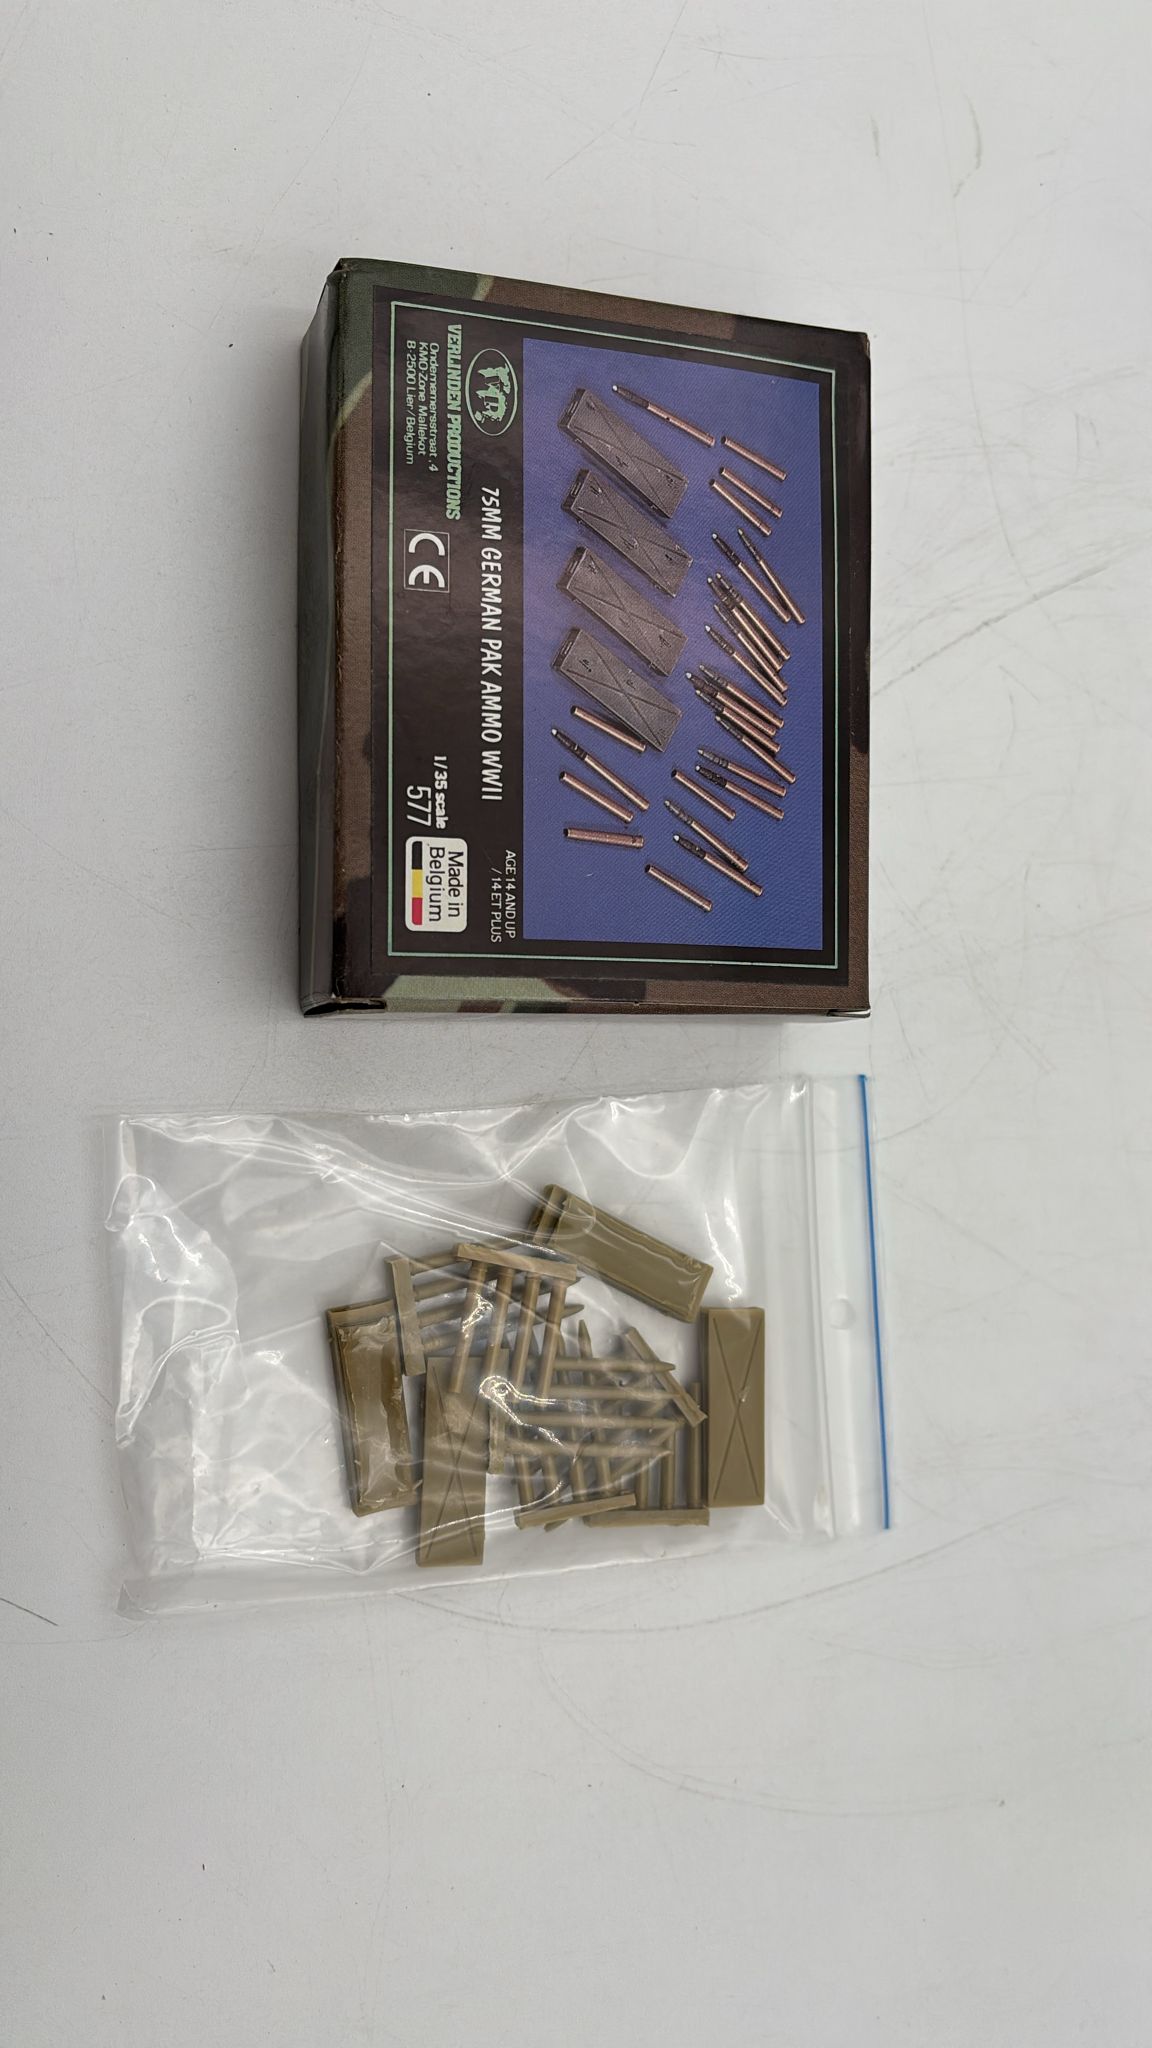 VERLINDEN PRODUCTIONS
Ondernemersstraat, 4
KMO-Zone Mallekot
B-2500 Lier/Belgium
75MM GERMAN PAK AMMO WWII
CE
1/35 scale
577
AGE 14 AND UP
/ 14 ET PLUS
Made in
Belgium